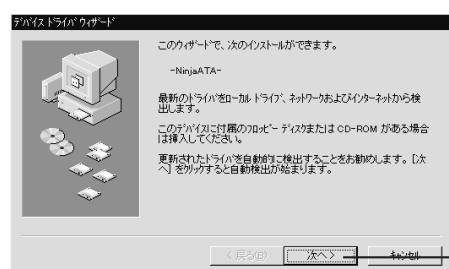 ﾃﾞﾊﾞｲｽ ﾄﾞﾗｲﾊﾞ ｳｨｻﾞｰﾄﾞ
このｳｨｻﾞｰﾄﾞで、次のｲﾝｽﾄｰﾙができます。
-NinjaATA-
最新のﾄﾞﾗｲﾊﾞをﾛｰｶﾙ ﾄﾞﾗｲﾌﾞ、ﾈｯﾄﾜｰｸおよびｲﾝﾀｰﾈｯﾄから検
出します。
このﾃﾞﾊﾞｲｽに付属のﾌﾛｯﾋﾟｰ ﾃﾞｨｽｸまたは CD-ROM がある場合
は挿入してください。
更新されたﾄﾞﾗｲﾊﾞを自動的に検出することをお勧めします。[次
へ] をｸﾘｯｸすると自動検出が始まります。
< 戻る(B)
次へ >
ｷｬﾝｾﾙ